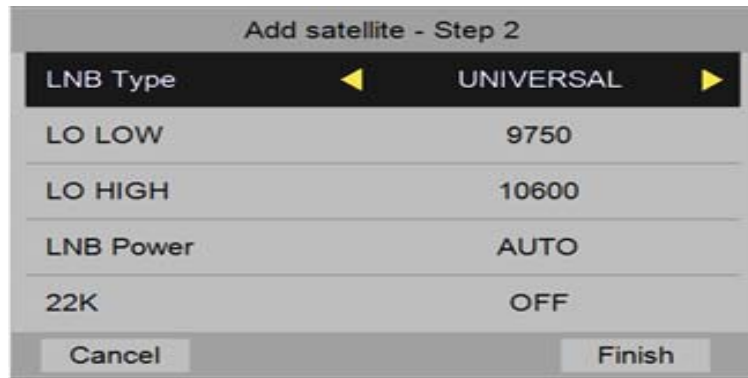 Add satellite - Step 2
LNB Type UNIVERSAL
LO LOW 9750
LO HIGH 10600
LNB Power AUTO
22K OFF
Cancel Finish